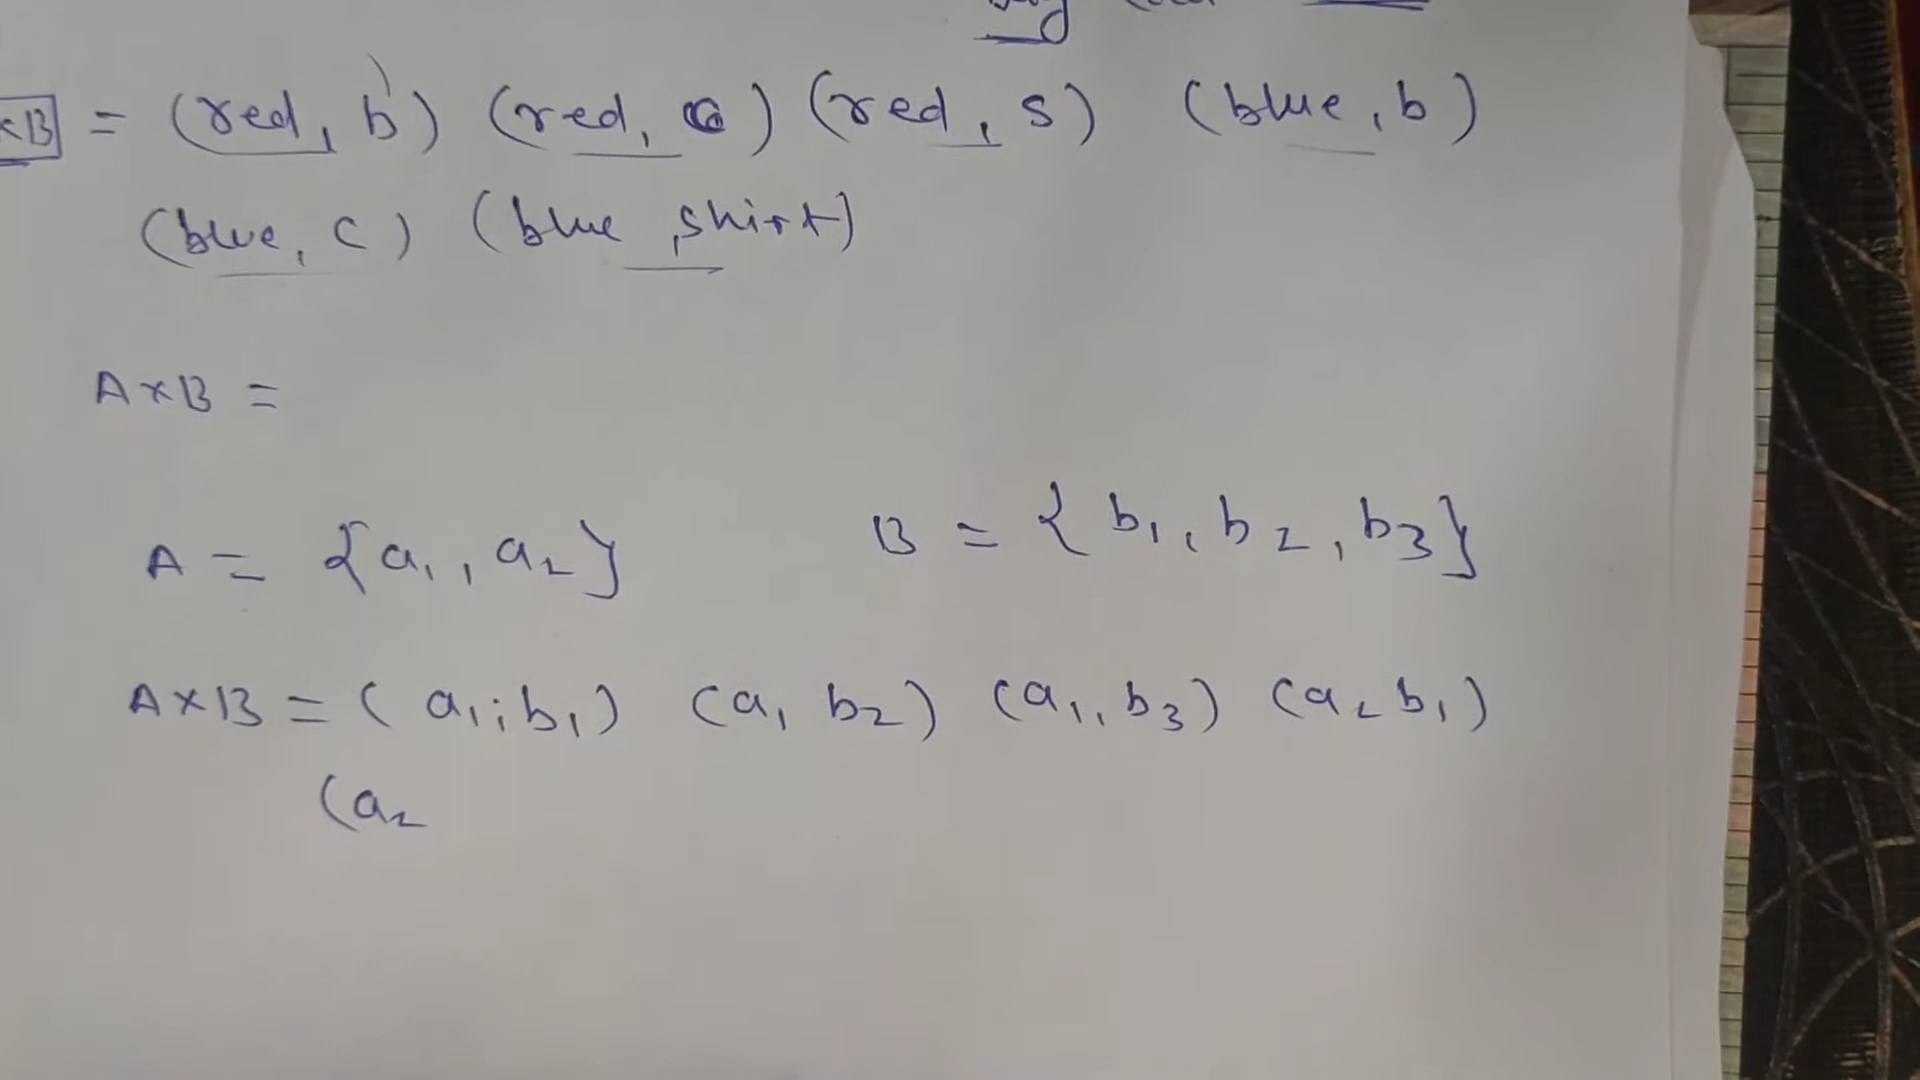 ×B = (red, b) (red, c) (red, s) (blue, b)
(blue, c) (blue, shirt)
A×B =
A = {a₁, a₂} B = {b₁, b₂, b₃}
A×B = (a₁, b₁) (a₁ b₂) (a₁, b₃) (a₂ b₁)
(a₂